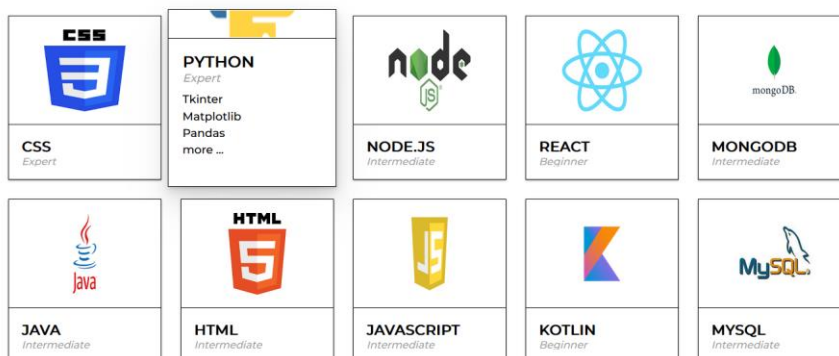 CSS
CSS
Expert
PYTHON
Expert
Tkinter
Matplotlib
Pandas
more ...
node
JS
NODE.JS
Intermediate
REACT
Beginner
mongoDB.
MONGODB
Intermediate
Java
JAVA
Intermediate
HTML
5
HTML
Intermediate
JS
JAVASCRIPT
Intermediate
KOTLIN
Beginner
MySQL
MYSQL
Intermediate